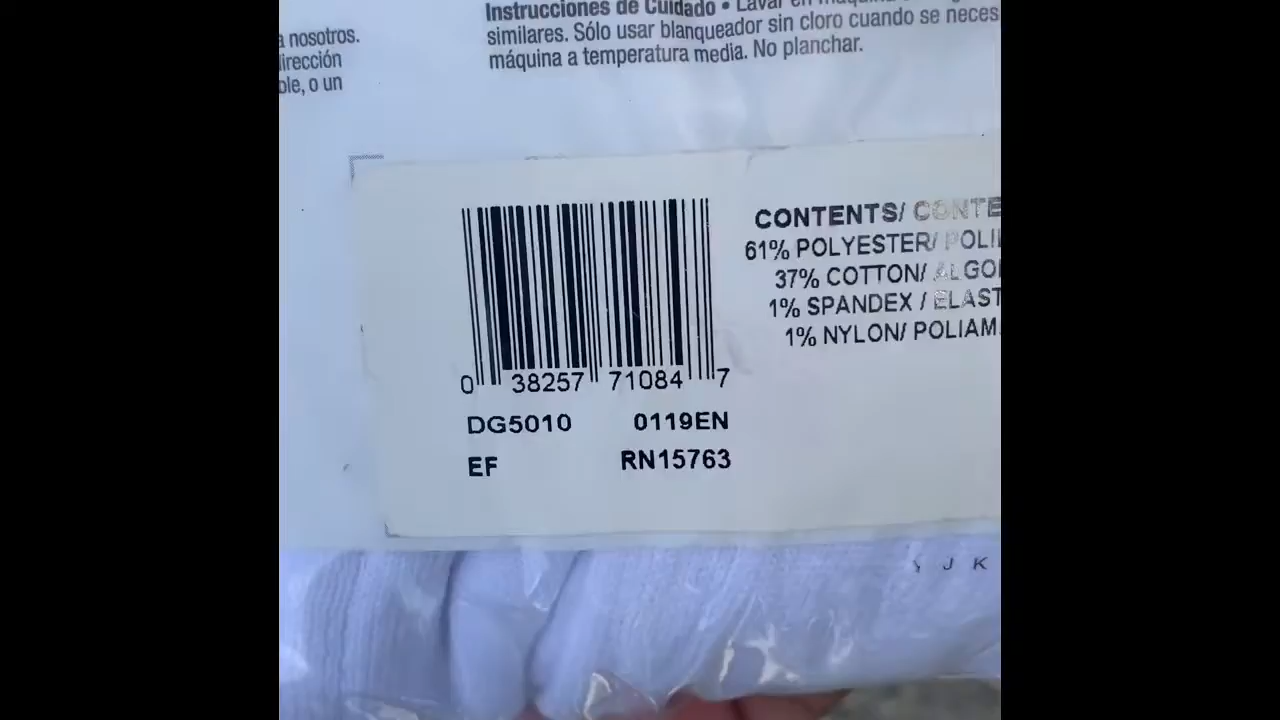 a nosotros.
dirección
ble, o un
Instrucciones de Cuidado • Lavar en máquina
similares. Sólo usar blanqueador sin cloro cuando se neces
máquina a temperatura media. No planchar.
CONTENTS/ CONTE
61% POLYESTER/ POLI
37% COTTON/ ALGO
1% SPANDEX / ELAST
1% NYLON/ POLIAM
0 38257 71084 7
DG5010 0119EN
EF RN15763
Y J K